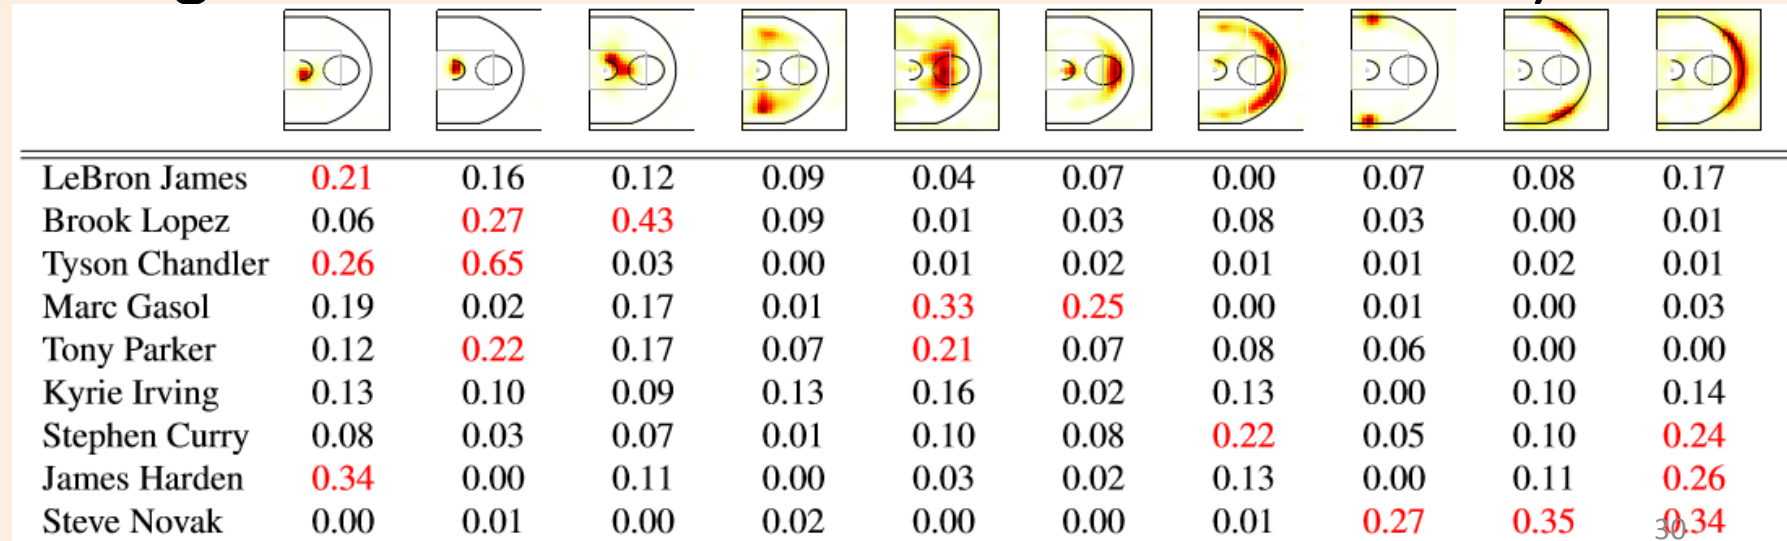 LeBron James 0.21 0.16 0.12 0.09 0.04 0.07 0.00 0.07 0.08 0.17
Brook Lopez 0.06 0.27 0.43 0.09 0.01 0.03 0.08 0.03 0.00 0.01
Tyson Chandler 0.26 0.65 0.03 0.00 0.01 0.02 0.01 0.01 0.02 0.01
Marc Gasol 0.19 0.02 0.17 0.01 0.33 0.25 0.00 0.01 0.00 0.03
Tony Parker 0.12 0.22 0.17 0.07 0.21 0.07 0.08 0.06 0.00 0.00
Kyrie Irving 0.13 0.10 0.09 0.13 0.16 0.02 0.13 0.00 0.10 0.14
Stephen Curry 0.08 0.03 0.07 0.01 0.10 0.08 0.22 0.05 0.10 0.24
James Harden 0.34 0.00 0.11 0.00 0.03 0.02 0.13 0.00 0.11 0.26
Steve Novak 0.00 0.01 0.00 0.02 0.00 0.00 0.01 0.27 0.35 0.34
30